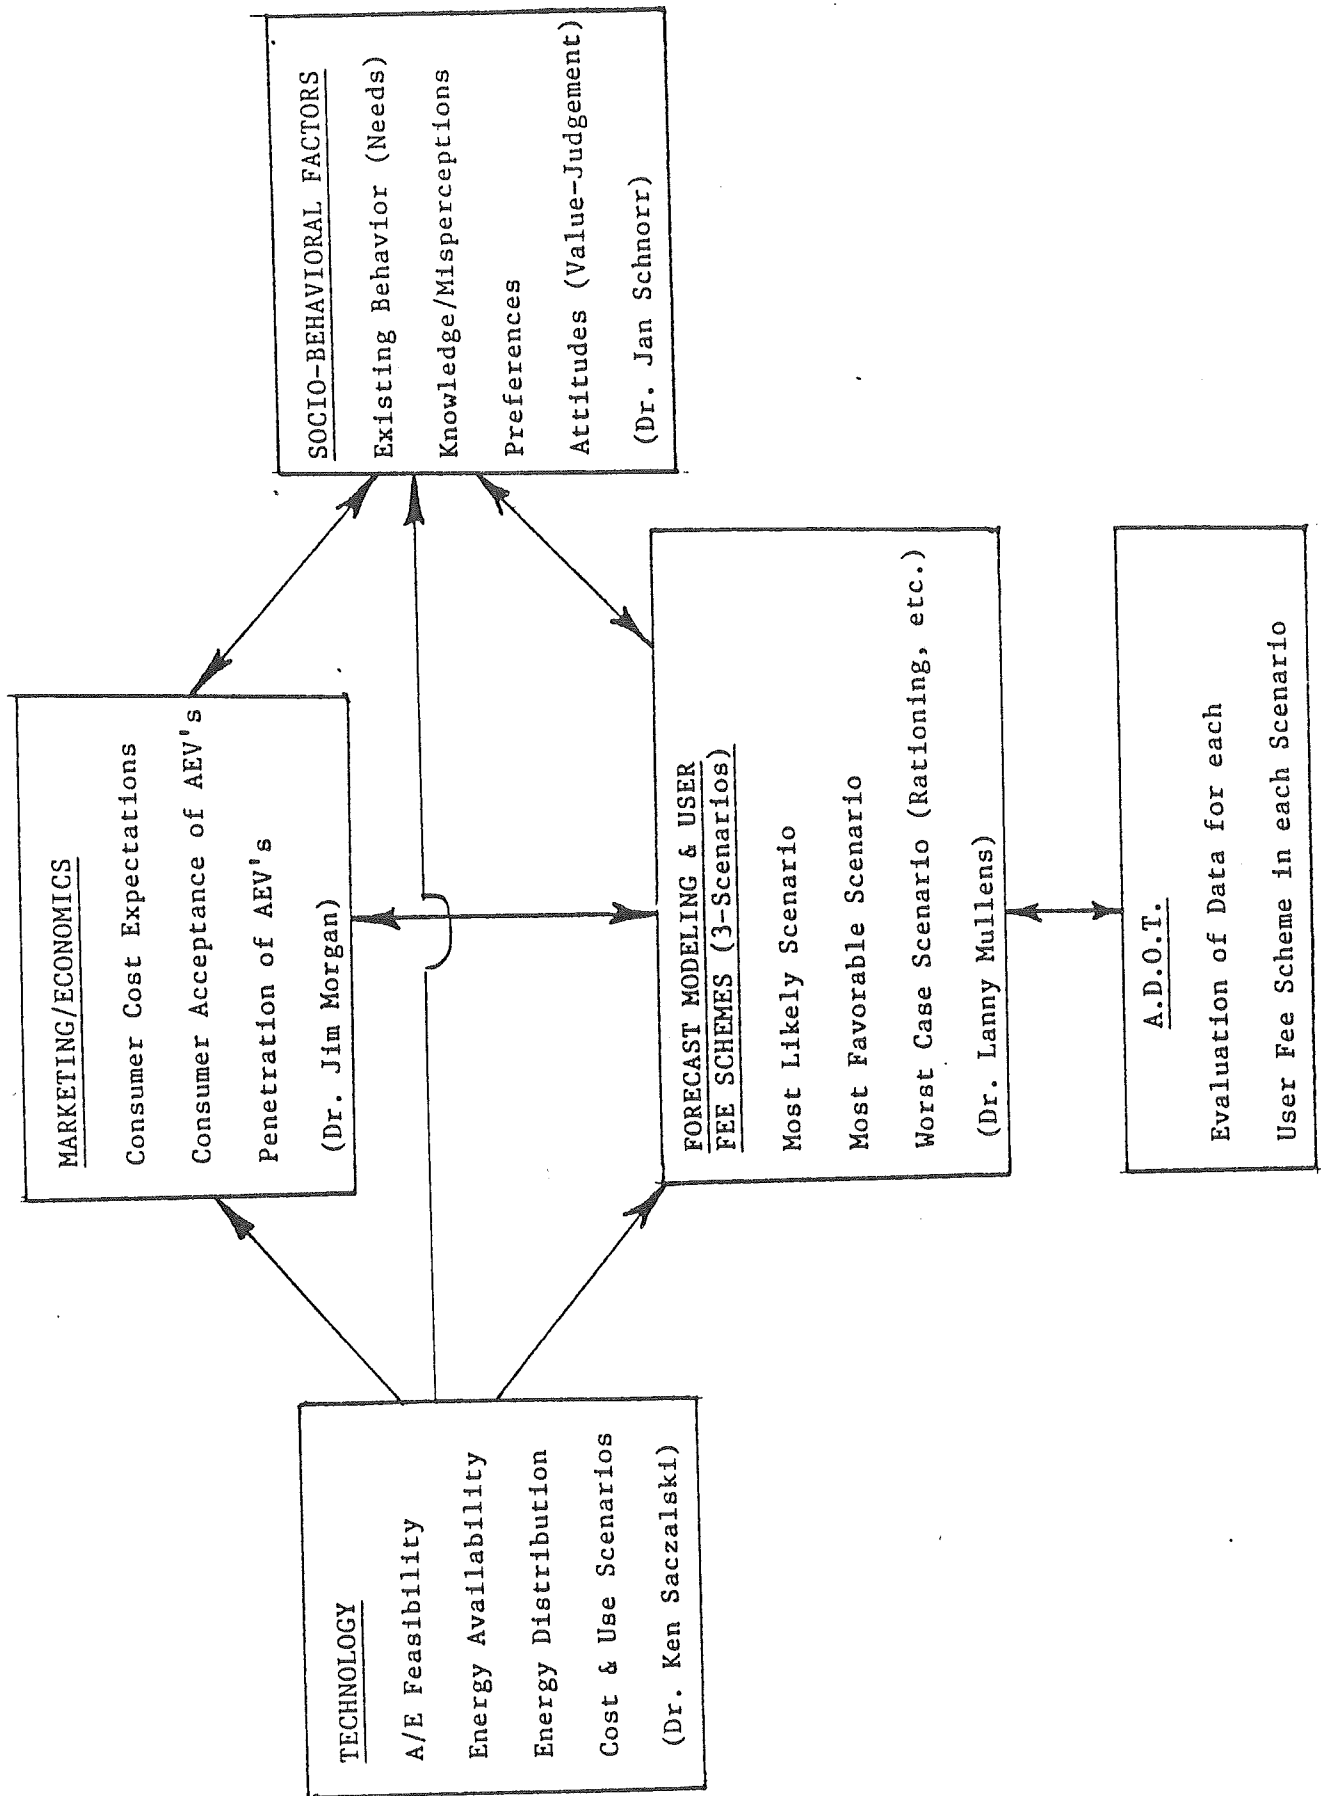 MARKETING/ECONOMICS
Consumer Cost Expectations
Consumer Acceptance of AEV's
Penetration of AEV's
(Dr. Jim Morgan)
TECHNOLOGY
A/E Feasibility
Energy Availability
Energy Distribution
Cost & Use Scenarios
(Dr. Ken Saczalski)
SOCIO-BEHAVIORAL FACTORS
Existing Behavior (Needs)
Knowledge/Misperceptions
Preferences
Attitudes (Value-Judgement)
(Dr. Jan Schnorr)
FORECAST MODELING & USER
FEE SCHEMES (3-Scenarios)
Most Likely Scenario
Most Favorable Scenario
Worst Case Scenario (Rationing, etc.)
(Dr. Lanny Mullens)
A.D.O.T.
Evaluation of Data for each
User Fee Scheme in each Scenario